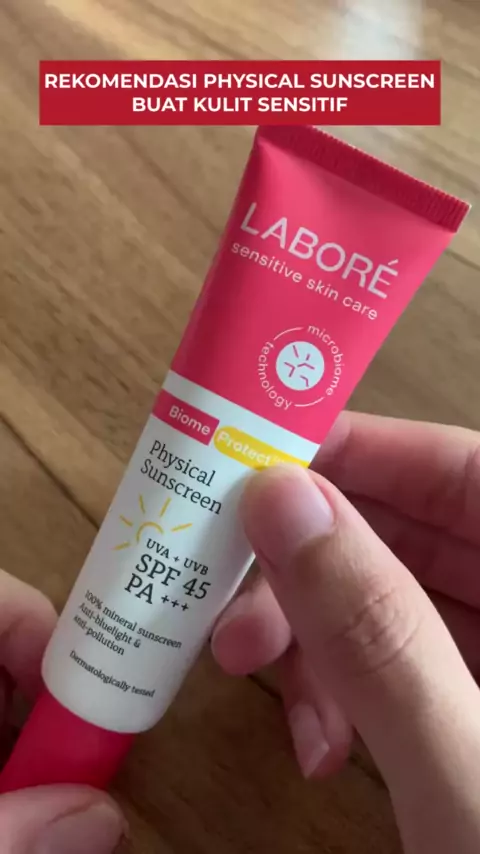 REKOMENDASI PHYSICAL SUNSCREEN
BUAT KULIT SENSITIF
LABORÉ
sensitive skin care
microbiome
technology
Biome
Protect
Physical
Sunscreen
UVA + UVB
SPF 45
PA +++
100% mineral sunscreen
Anti-bluelight &
anti-pollution
Dermatologically tested